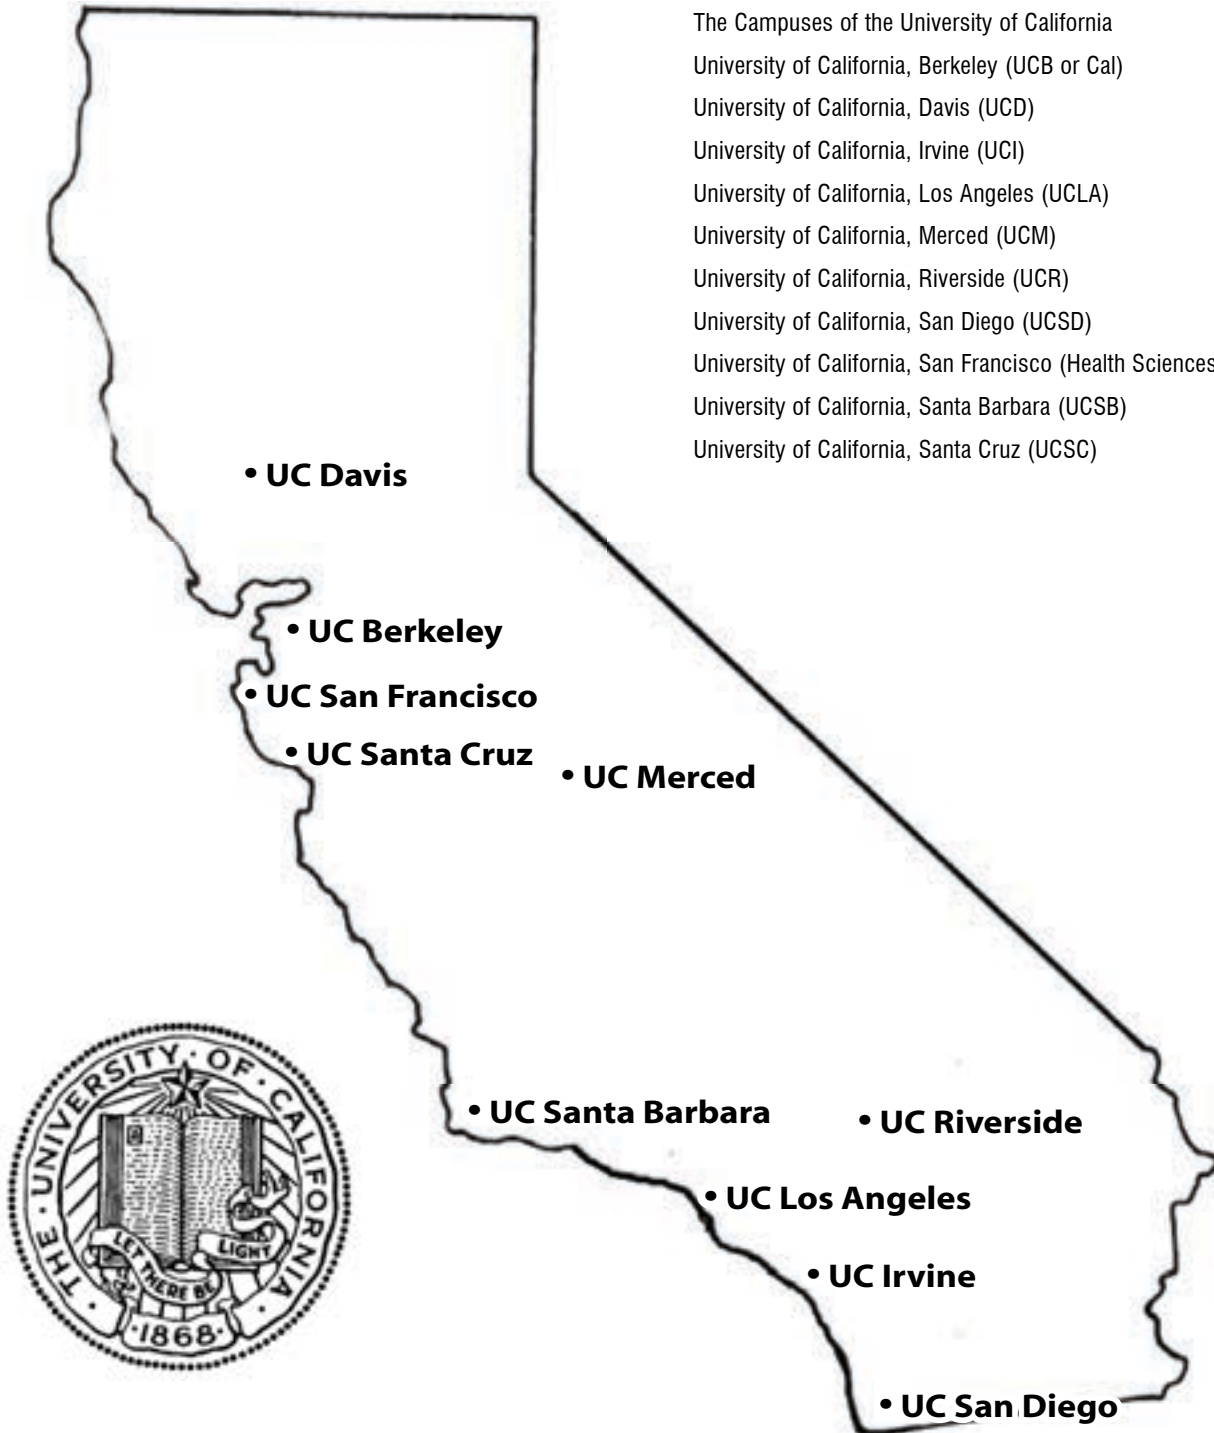 The Campuses of the University of California
University of California, Berkeley (UCB or Cal)
University of California, Davis (UCD)
University of California, Irvine (UCI)
University of California, Los Angeles (UCLA)
University of California, Merced (UCM)
University of California, Riverside (UCR)
University of California, San Diego (UCSD)
University of California, San Francisco (Health Sciences
University of California, Santa Barbara (UCSB)
University of California, Santa Cruz (UCSC)
• UC Davis
• UC Berkeley
• UC San Francisco
• UC Santa Cruz
• UC Merced
• UC Santa Barbara
• UC Riverside
• UC Los Angeles
• UC Irvine
• UC San Diego
· THE · UNIVERSITY · OF · CALIFORNIA ·
LET THERE BE LIGHT
·1868·